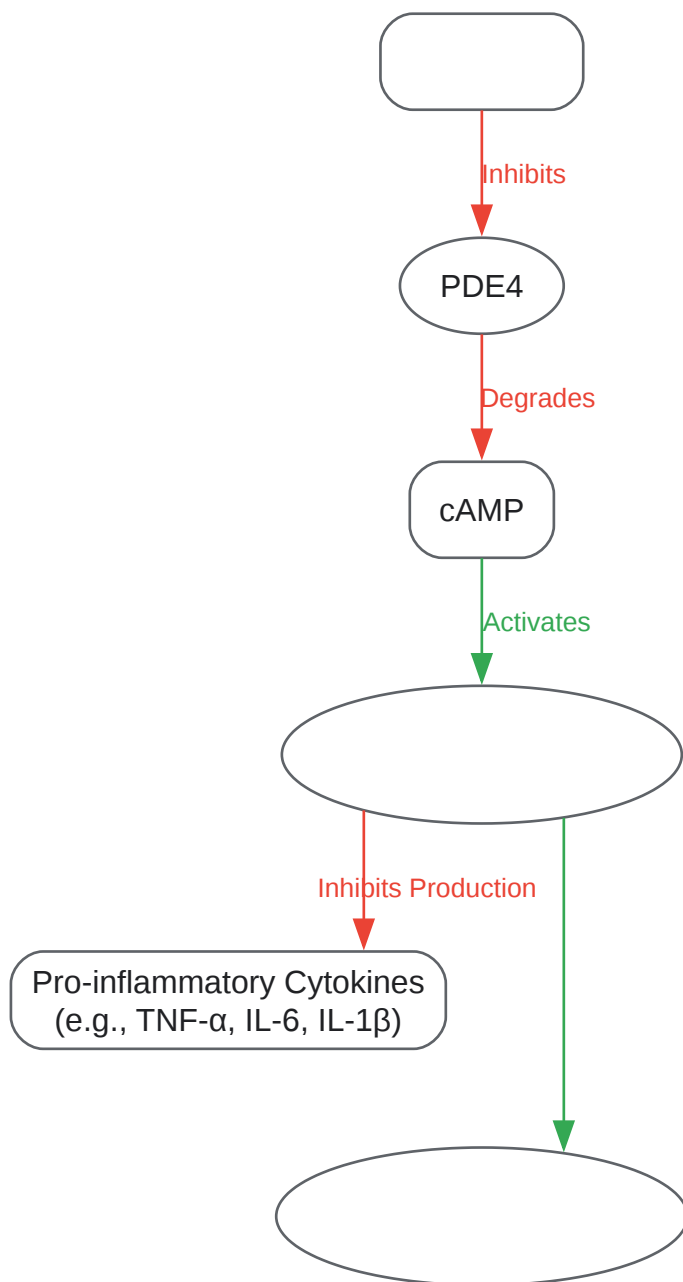 Inhibits
PDE4
Degrades
cAMP
Activates
Inhibits Production
Pro-inflammatory Cytokines
(e.g., TNF-α, IL-6, IL-1β)